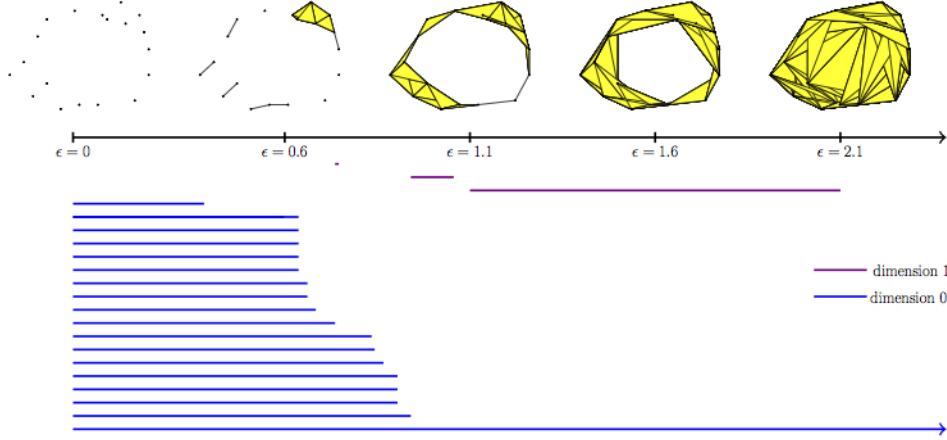 ϵ = 0
ϵ = 0.6
ϵ = 1.1
ϵ = 1.6
ϵ = 2.1
dimension 1
dimension 0